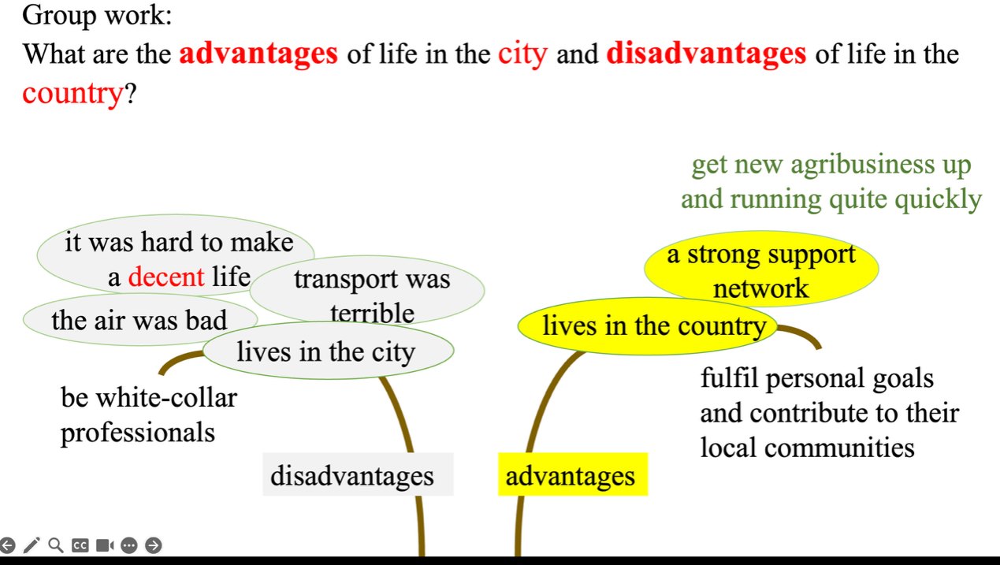 Group work:
What are the advantages of life in the city and disadvantages of life in the
country?
get new agribusiness up
and running quite quickly
it was hard to make
a decent life
transport was
terrible
the air was bad
lives in the city
be white-collar
professionals
disadvantages
a strong support
network
lives in the country
fulfil personal goals
and contribute to their
local communities
advantages
CC